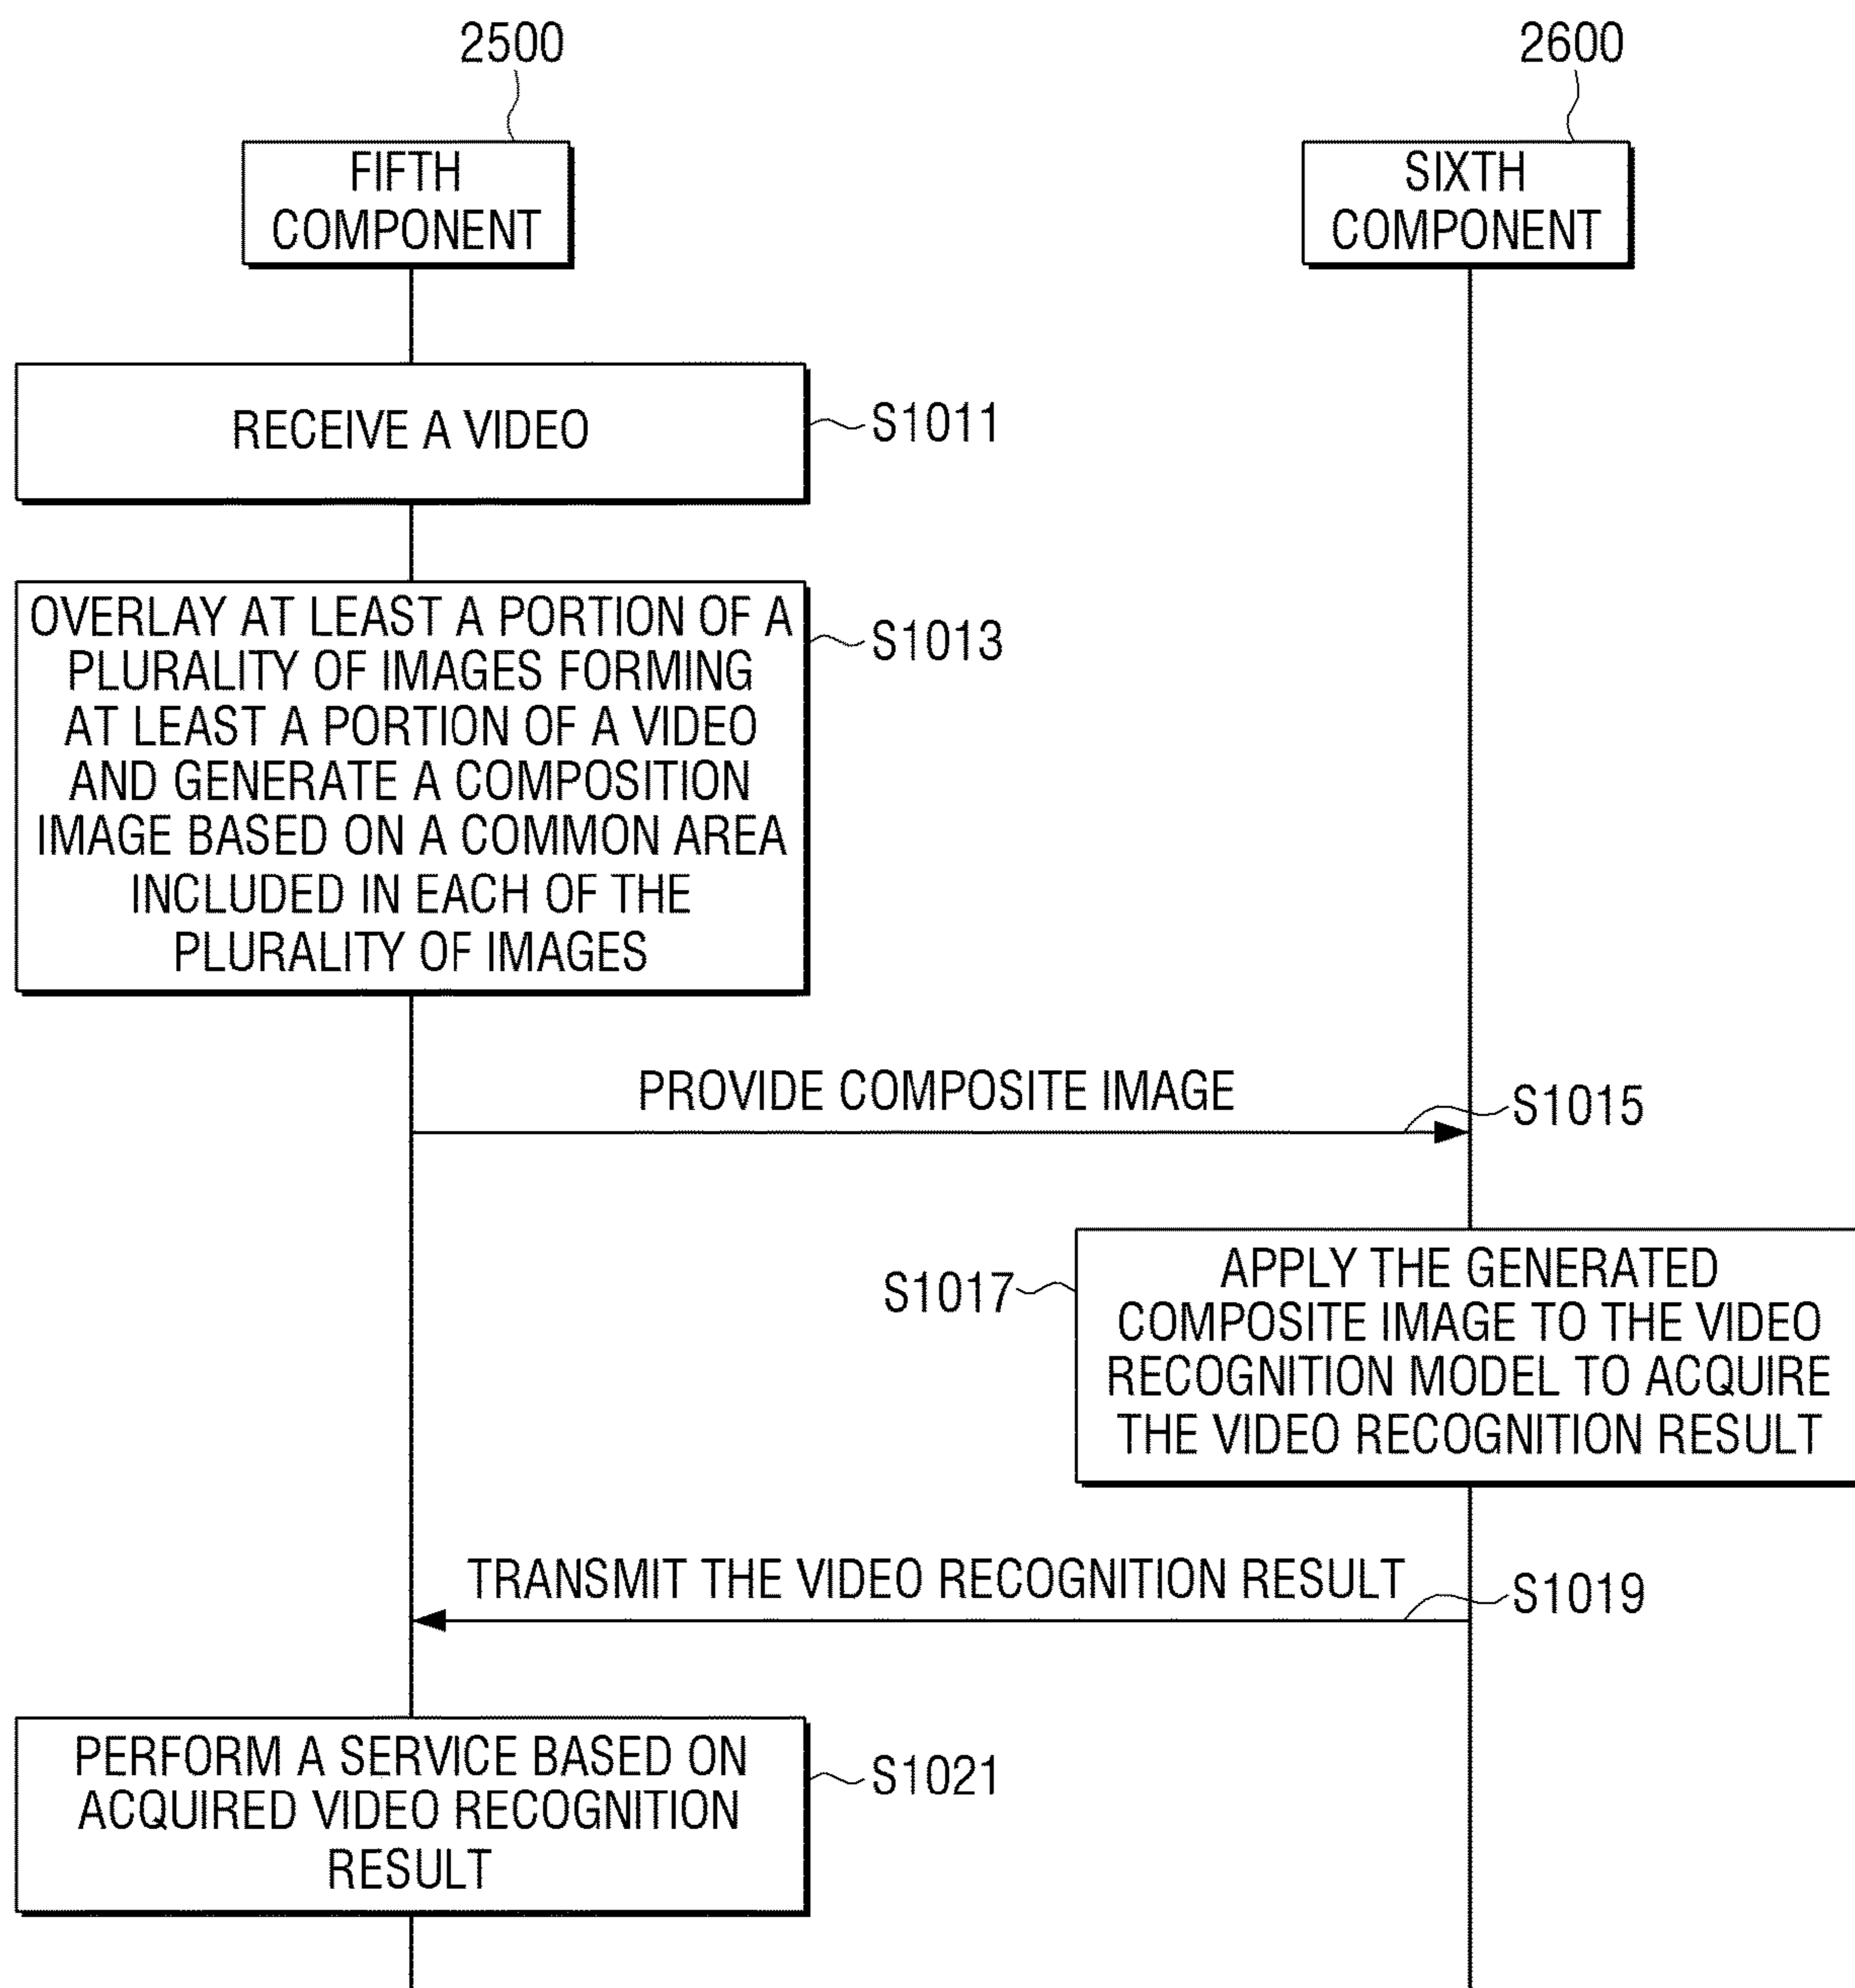 2500
2600
FIFTH
COMPONENT
SIXTH
COMPONENT
RECEIVE A VIDEO
S1011
OVERLAY AT LEAST A PORTION OF A
PLURALITY OF IMAGES FORMING
AT LEAST A PORTION OF A VIDEO
AND GENERATE A COMPOSITION
IMAGE BASED ON A COMMON AREA
INCLUDED IN EACH OF THE
PLURALITY OF IMAGES
S1013
PROVIDE COMPOSITE IMAGE
S1015
S1017
APPLY THE GENERATED
COMPOSITE IMAGE TO THE VIDEO
RECOGNITION MODEL TO ACQUIRE
THE VIDEO RECOGNITION RESULT
TRANSMIT THE VIDEO RECOGNITION RESULT
S1019
PERFORM A SERVICE BASED ON
ACQUIRED VIDEO RECOGNITION
RESULT
S1021